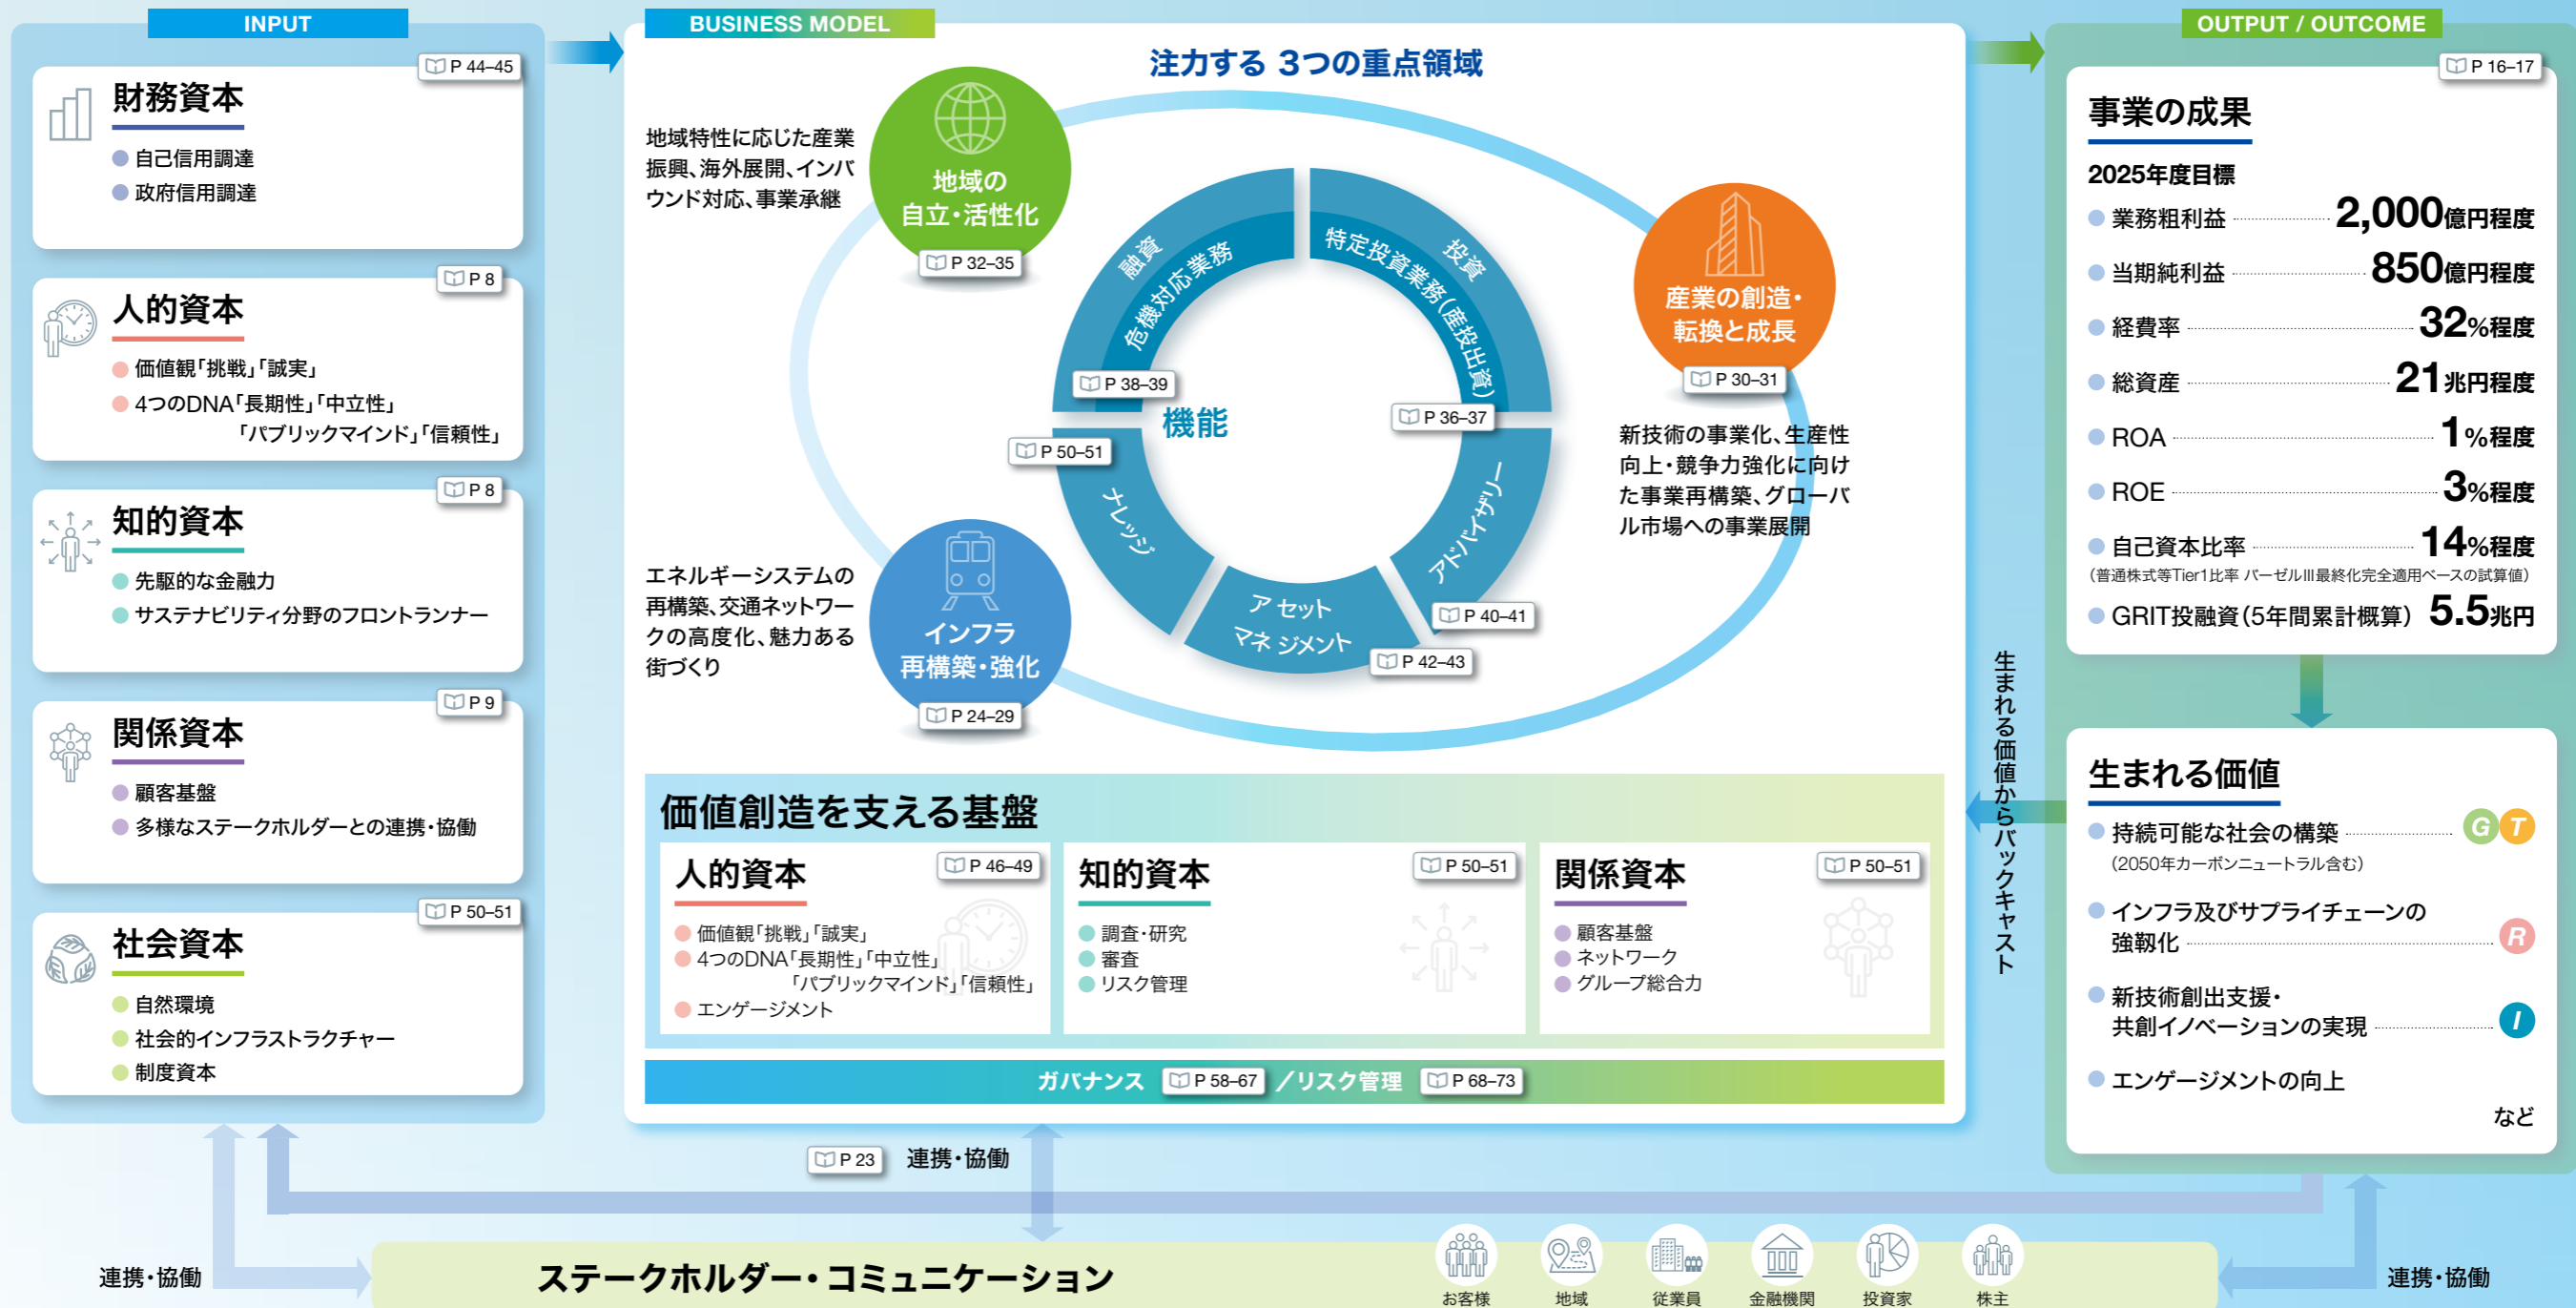 INPUT
P 44–45
財務資本
自己信用調達
政府信用調達
P 8
人的資本
価値観「挑戦」「誠実」
4つのDNA「長期性」「中立性」
「パブリックマインド」「信頼性」
P 8
知的資本
先駆的な金融力
サステナビリティ分野のフロントランナー
P 9
関係資本
顧客基盤
多様なステークホルダーとの連携・協働
P 50–51
社会資本
自然環境
社会的インフラストラクチャー
制度資本
BUSINESS MODEL
注力する 3つの重点領域
地域特性に応じた産業
振興、海外展開、インバ
ウンド対応、事業承継
地域の
自立・活性化
P 32–35
産業の創造・
転換と成長
P 30–31
新技術の事業化、生産性
向上・競争力強化に向け
た事業再構築、グローバ
ル市場への事業展開
エネルギーシステムの
再構築、交通ネットワー
クの高度化、魅力ある
街づくり
インフラ
再構築・強化
P 24–29
機能
融資
危機対応業務
P 38–39
投資
特定投資業務(産投出資)
P 36–37
P 50–51
ナレッジ
アセット
マネジメント
P 42–43
アドバイザリー
P 40–41
価値創造を支える基盤
人的資本
P 46–49
価値観「挑戦」「誠実」
4つのDNA「長期性」「中立性」
「パブリックマインド」「信頼性」
エンゲージメント
知的資本
P 50–51
調査・研究
審査
リスク管理
関係資本
P 50–51
顧客基盤
ネットワーク
グループ総合力
ガバナンス P 58–67 /リスク管理 P 68–73
生まれる価値からバックキャスト
OUTPUT / OUTCOME
P 16–17
事業の成果
2025年度目標
業務粗利益 2,000億円程度
当期純利益 850億円程度
経費率 32%程度
総資産 21兆円程度
ROA 1%程度
ROE 3%程度
自己資本比率 14%程度
(普通株式等Tier1比率 バーゼルIII最終化完全適用ベースの試算値)
GRIT投融資(5年間累計概算) 5.5兆円
生まれる価値
持続可能な社会の構築 G T
(2050年カーボンニュートラル含む)
インフラ及びサプライチェーンの
強靱化 R
新技術創出支援・
共創イノベーションの実現 I
エンゲージメントの向上
など
P 23 連携・協働
連携・協働
ステークホルダー・コミュニケーション
お客様 地域 従業員 金融機関 投資家 株主
連携・協働